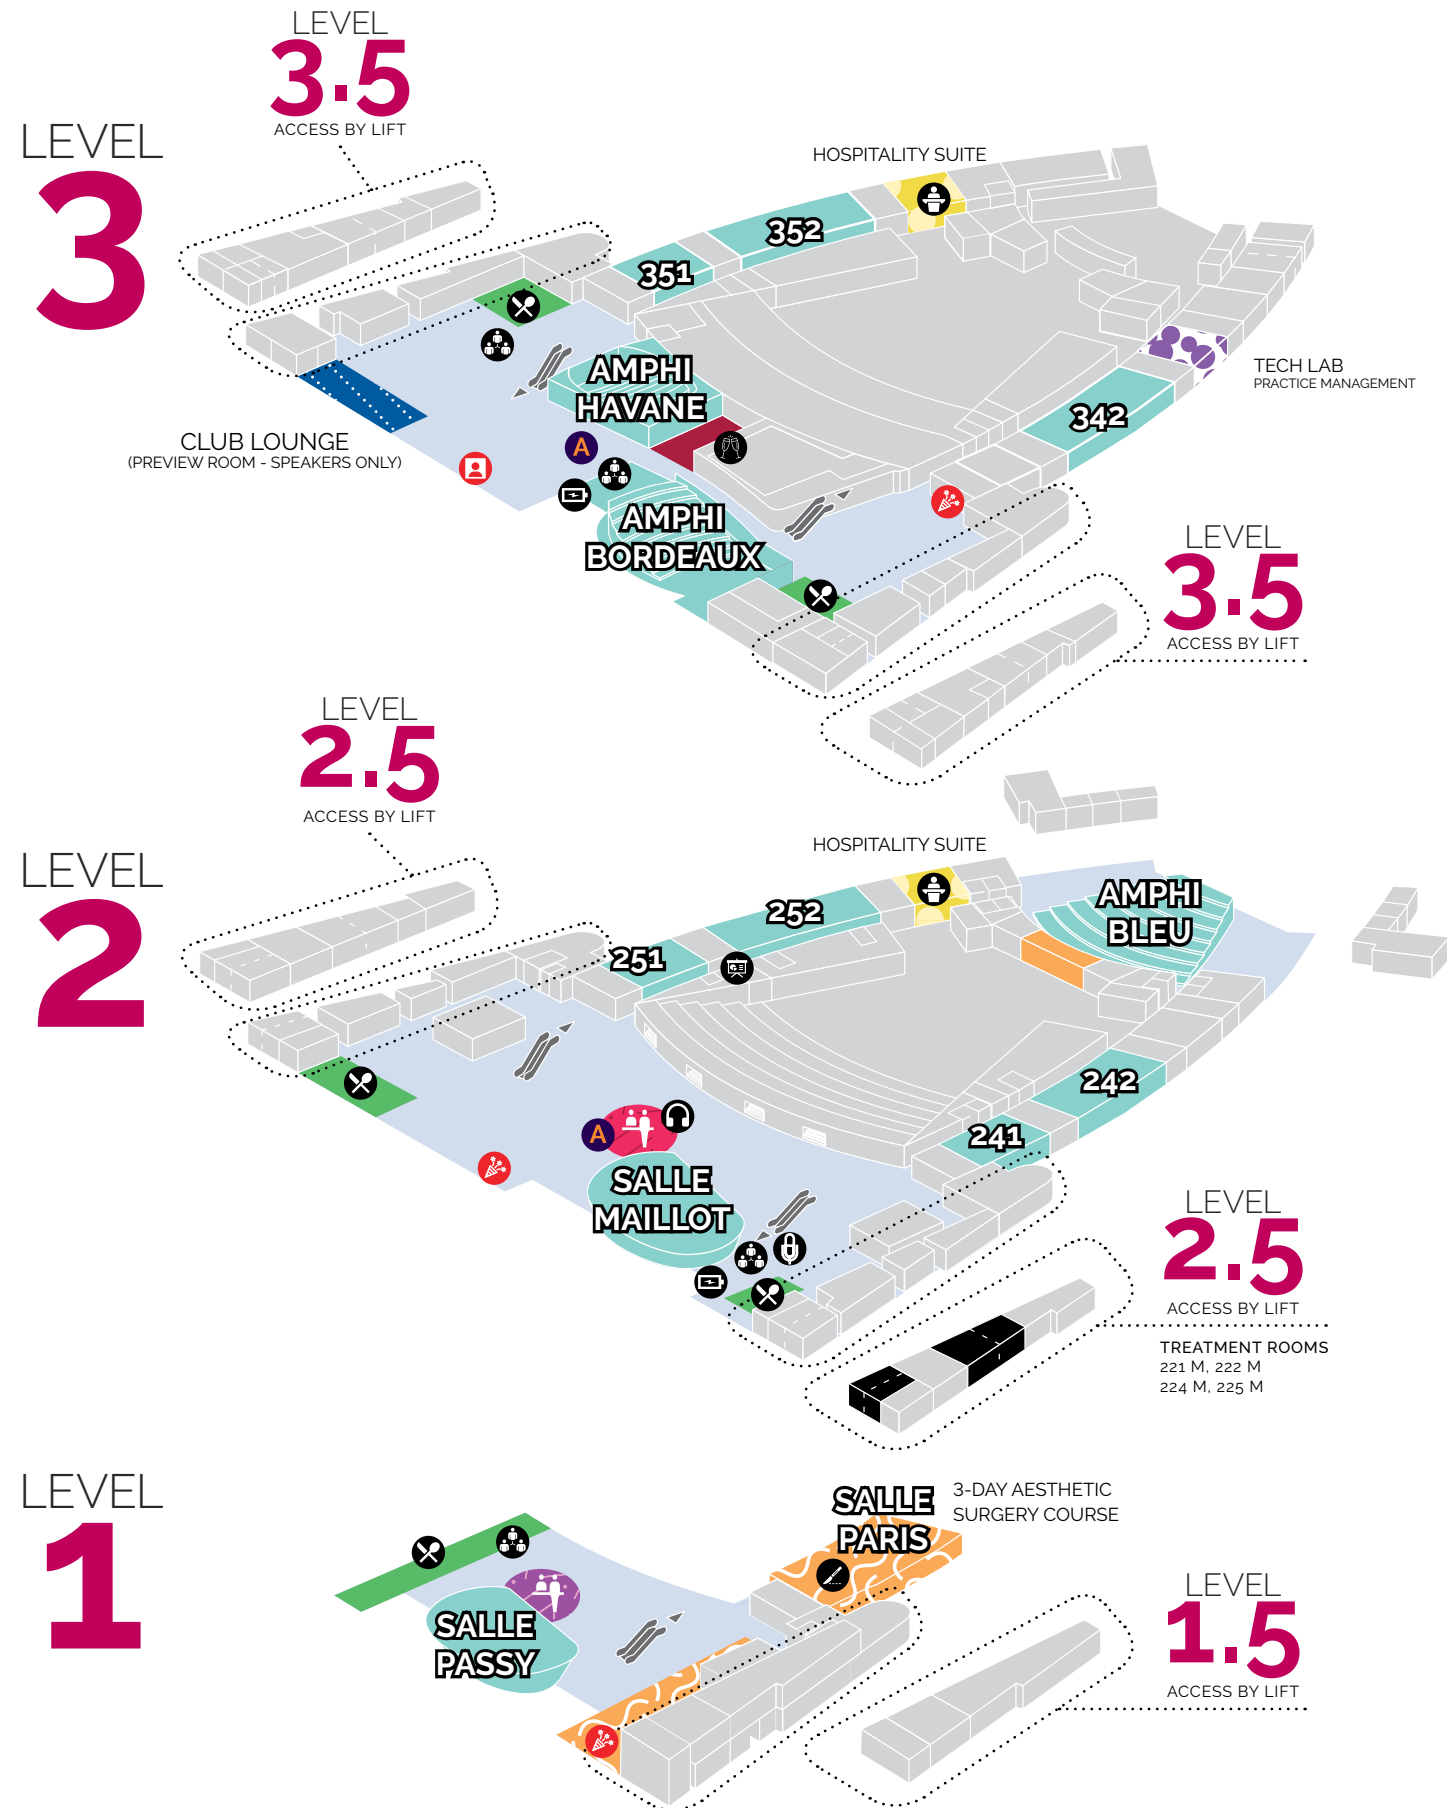 LEVEL
3.5
ACCESS BY LIFT
LEVEL
3
HOSPITALITY SUITE
352
351
AMPHI
HAVANE
TECH LAB
PRACTICE MANAGEMENT
342
CLUB LOUNGE
(PREVIEW ROOM - SPEAKERS ONLY)
A
AMPHI
BORDEAUX
LEVEL
3.5
ACCESS BY LIFT
LEVEL
2.5
ACCESS BY LIFT
LEVEL
2
HOSPITALITY SUITE
AMPHI
BLEU
252
251
242
241
A
SALLE
MAILLOT
LEVEL
2.5
ACCESS BY LIFT
TREATMENT ROOMS
221 M, 222 M
224 M, 225 M
LEVEL
1
SALLE
PARIS
3-DAY AESTHETIC
SURGERY COURSE
SALLE
PASSY
LEVEL
1.5
ACCESS BY LIFT